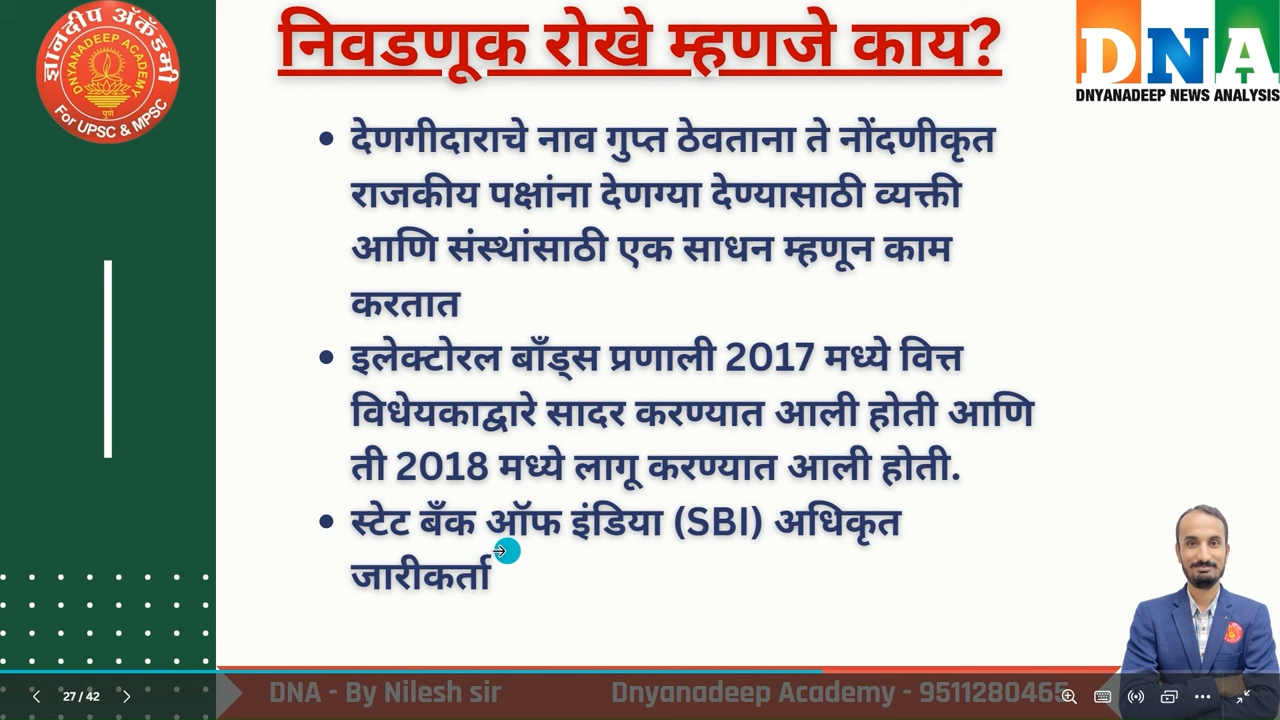 ज्ञानदीप अ‍ॅकॅडमी
DNYANADEEP ACADEMY
पुणे
For UPSC & MPSC
निवडणूक रोखे म्हणजे काय?
DNA
DNYANADEEP NEWS ANALYSIS
• देणगीदाराचे नाव गुप्त ठेवताना ते नोंदणीकृत
राजकीय पक्षांना देणग्या देण्यासाठी व्यक्ती
आणि संस्थांसाठी एक साधन म्हणून काम
करतात
• इलेक्टोरल बाँड्स प्रणाली 2017 मध्ये वित्त
विधेयकाद्वारे सादर करण्यात आली होती आणि
ती 2018 मध्ये लागू करण्यात आली होती.
• स्टेट बँक ऑफ इंडिया (SBI) अधिकृत
जारीकर्ता
27 / 42
DNA - By Nilesh sir
Dnyanadeep Academy - 9511280465